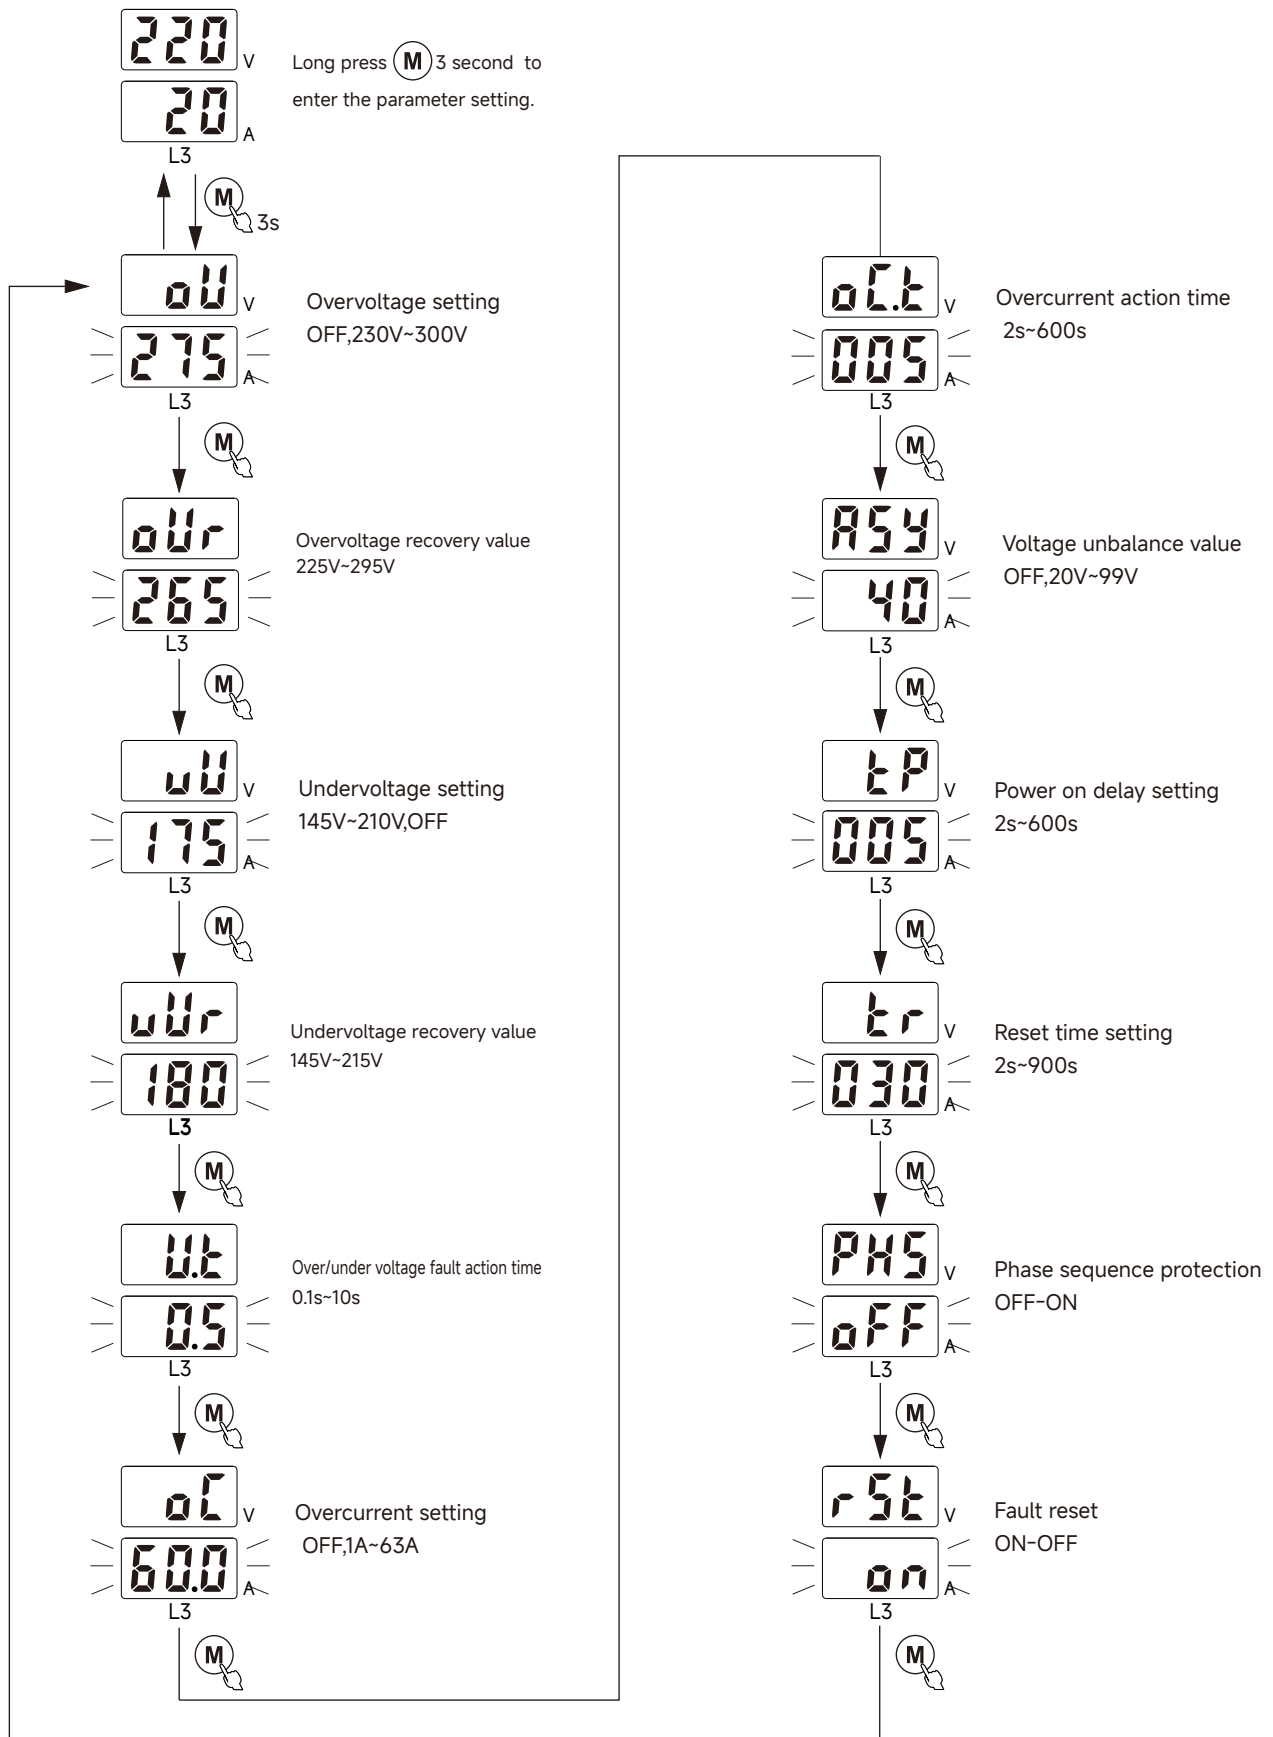 220 V
20 A
L3
Long press M 3 second to
enter the parameter setting.
M
3s
oU V
275 A
L3
Overvoltage setting
OFF,230V~300V
M
oUr
265
L3
Overvoltage recovery value
225V~295V
M
uU V
175 A
L3
Undervoltage setting
145V~210V,OFF
M
uUr
180
L3
Undervoltage recovery value
145V~215V
M
U.t
0.5
L3
Over/under voltage fault action time
0.1s~10s
M
oC V
60.0 A
L3
Overcurrent setting
OFF,1A~63A
M
oC.t V
005 A
L3
Overcurrent action time
2s~600s
M
ASY V
40 A
L3
Voltage unbalance value
OFF,20V~99V
M
tP V
005 A
L3
Power on delay setting
2s~600s
M
tr V
030 A
L3
Reset time setting
2s~900s
M
PHS V
oFF A
L3
Phase sequence protection
OFF-ON
M
rSt V
on A
L3
Fault reset
ON-OFF
M